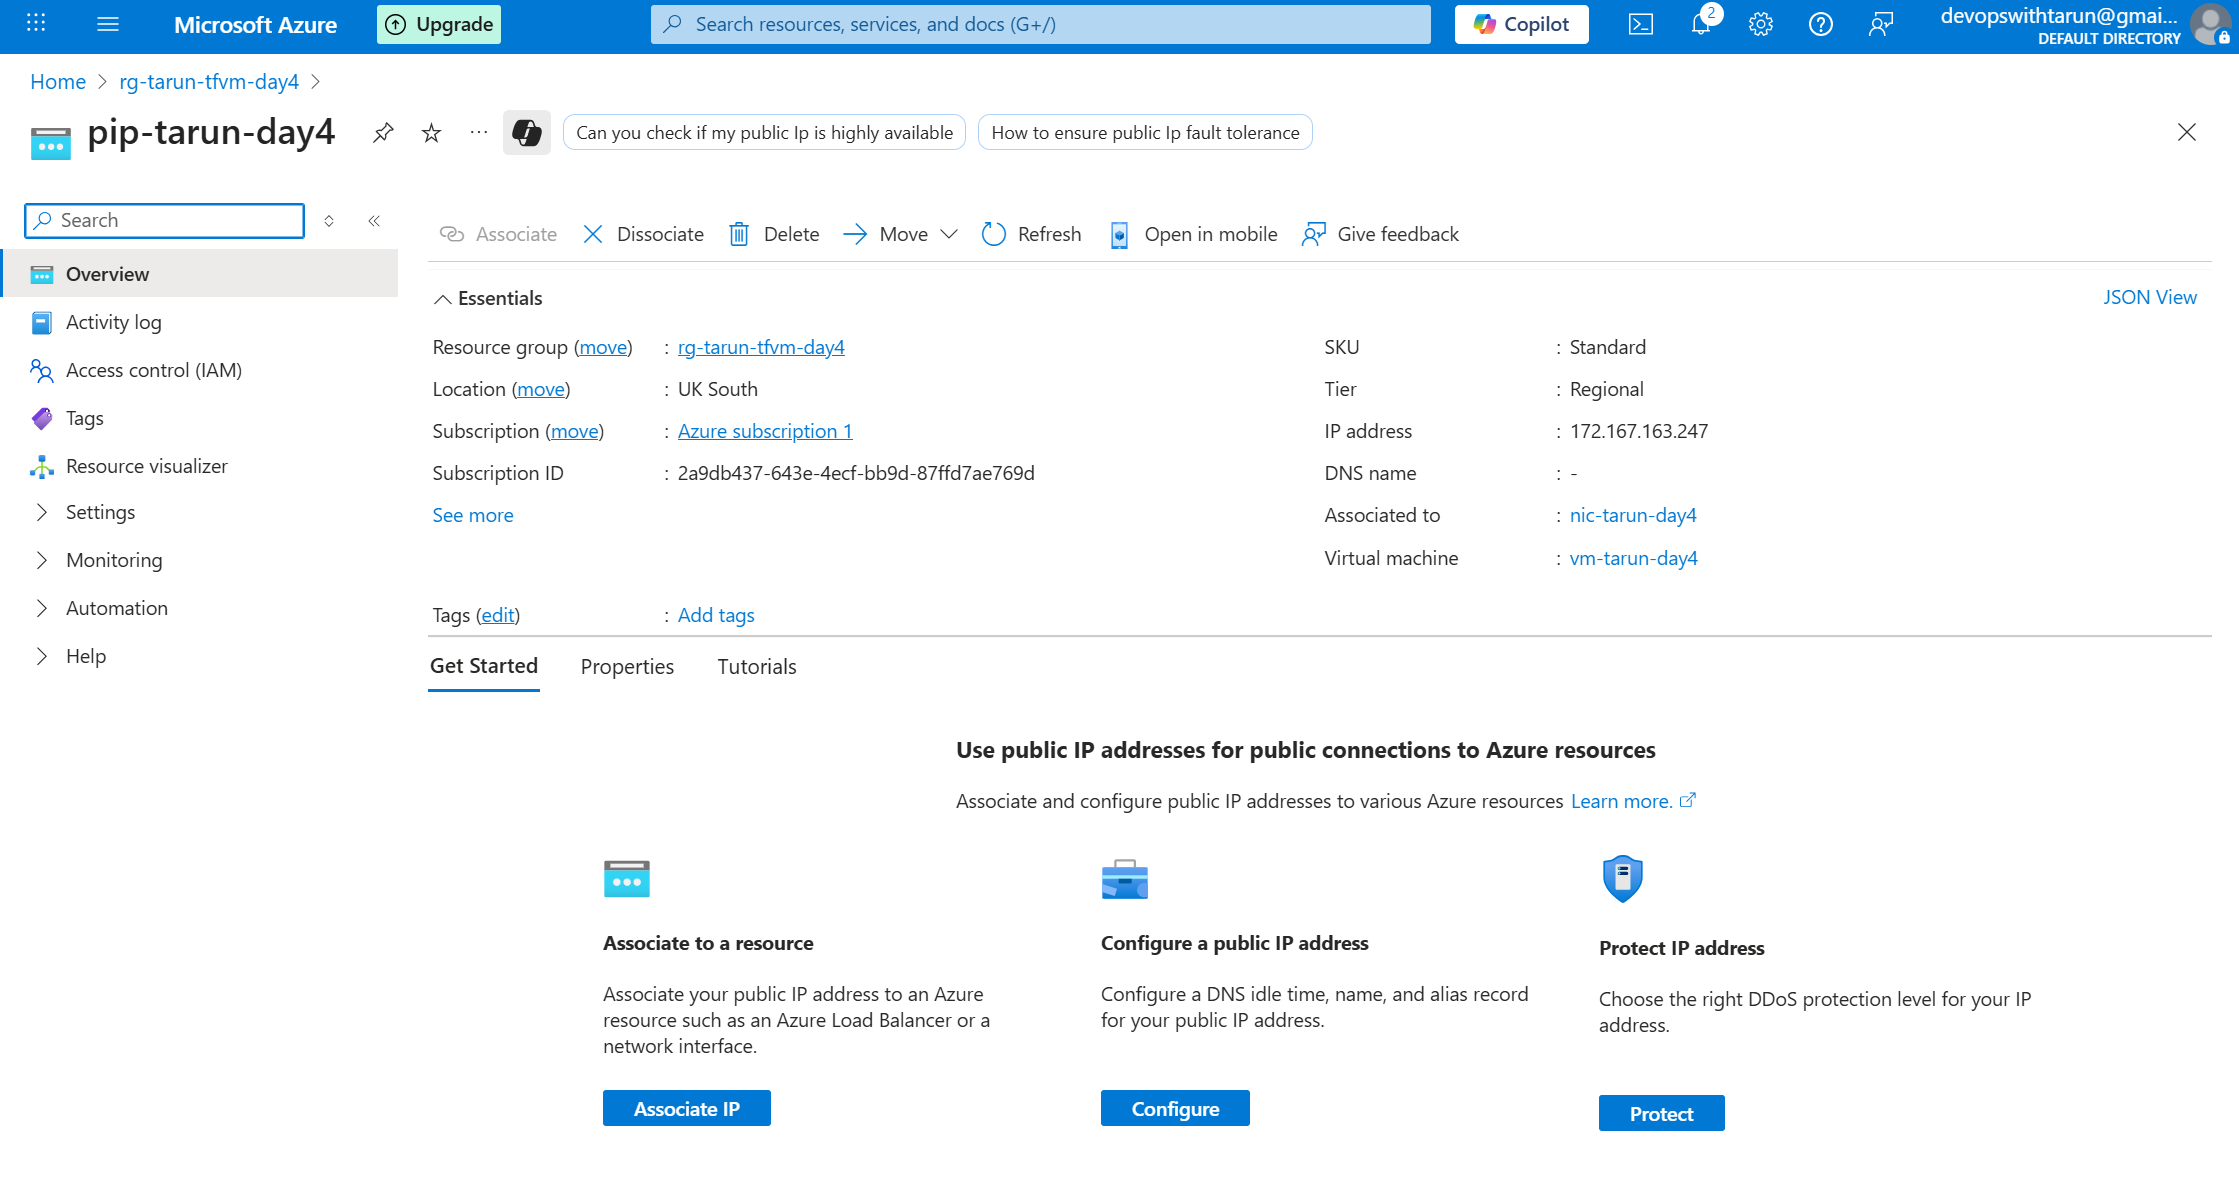 Microsoft Azure
Upgrade
Search resources, services, and docs (G+/)
Copilot
2
devopswithtarun@gmai...
DEFAULT DIRECTORY
Home > rg-tarun-tfvm-day4 >
pip-tarun-day4
Can you check if my public Ip is highly available
How to ensure public Ip fault tolerance
Search
Associate
Dissociate
Delete
Move
Refresh
Open in mobile
Give feedback
Overview
Activity log
Access control (IAM)
Tags
Resource visualizer
Settings
Monitoring
Automation
Help
Essentials
JSON View
Resource group (move) : rg-tarun-tfvm-day4
Location (move) : UK South
Subscription (move) : Azure subscription 1
Subscription ID : 2a9db437-643e-4ecf-bb9d-87ffd7ae769d
See more
SKU : Standard
Tier : Regional
IP address : 172.167.163.247
DNS name : -
Associated to : nic-tarun-day4
Virtual machine : vm-tarun-day4
Tags (edit) : Add tags
Get Started
Properties
Tutorials
Use public IP addresses for public connections to Azure resources
Associate and configure public IP addresses to various Azure resources Learn more.
Associate to a resource
Associate your public IP address to an Azure
resource such as an Azure Load Balancer or a
network interface.
Associate IP
Configure a public IP address
Configure a DNS idle time, name, and alias record
for your public IP address.
Configure
Protect IP address
Choose the right DDoS protection level for your IP
address.
Protect